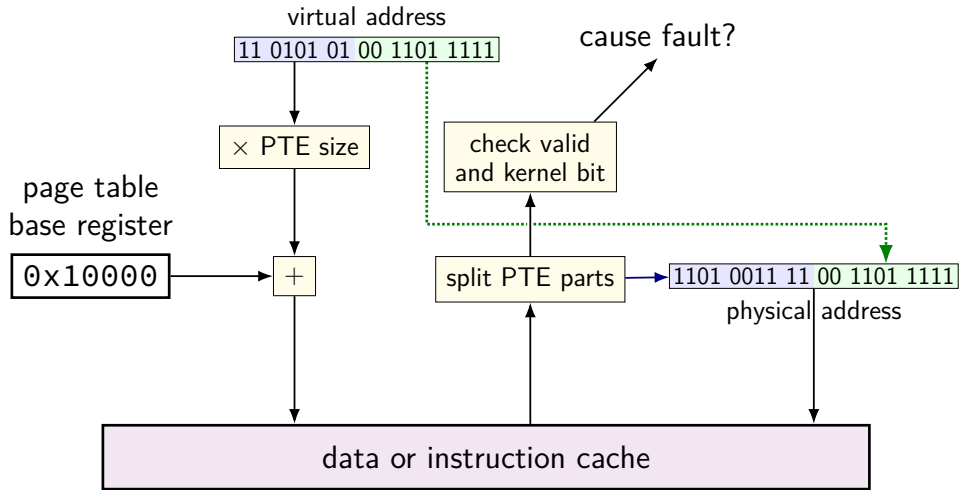 virtual address
11 0101 01 00 1101 1111
cause fault?
× PTE size
check valid
and kernel bit
page table
base register
0x10000
+
split PTE parts
1101 0011 11 00 1101 1111
physical address
data or instruction cache